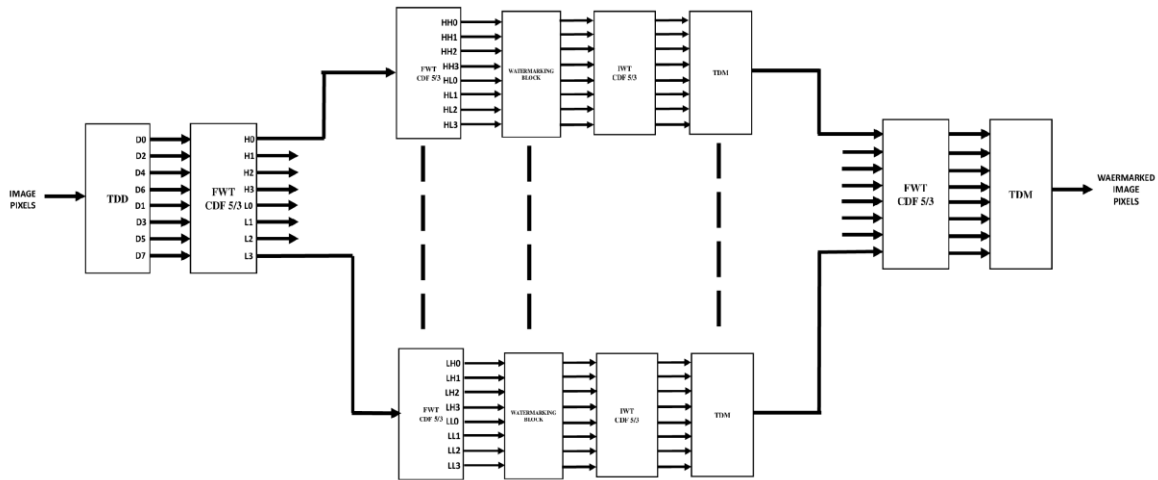 IMAGE
PIXELS
TDD
D0
D2
D4
D6
D1
D3
D5
D7
FWT
CDF 5/3
H0
H1
H2
H3
L0
L1
L2
L3
FWT
CDF 5/3
HH0
HH1
HH2
HH3
HL0
HL1
HL2
HL3
WATERMARKING
BLOCK
IWT
CDF 5/3
TDM
FWT
CDF 5/3
LH0
LH1
LH2
LH3
LL0
LL1
LL2
LL3
WATERMARKING
BLOCK
IWT
CDF 5/3
TDM
FWT
CDF 5/3
TDM
WAERMARKED
IMAGE
PIXELS